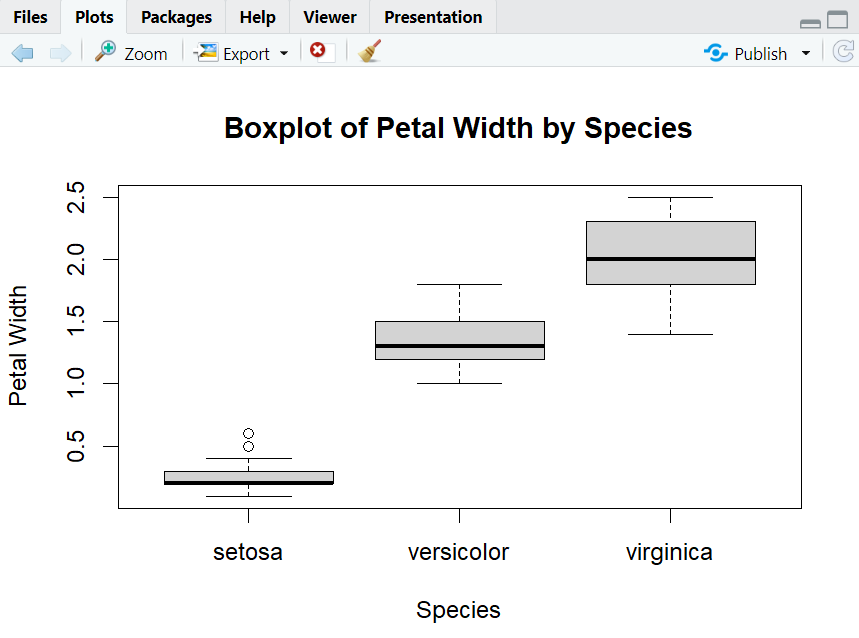 Files Plots Packages Help Viewer Presentation
Zoom Export Publish
Boxplot of Petal Width by Species
Petal Width
2.5
2.0
1.5
1.0
0.5
setosa versicolor virginica
Species